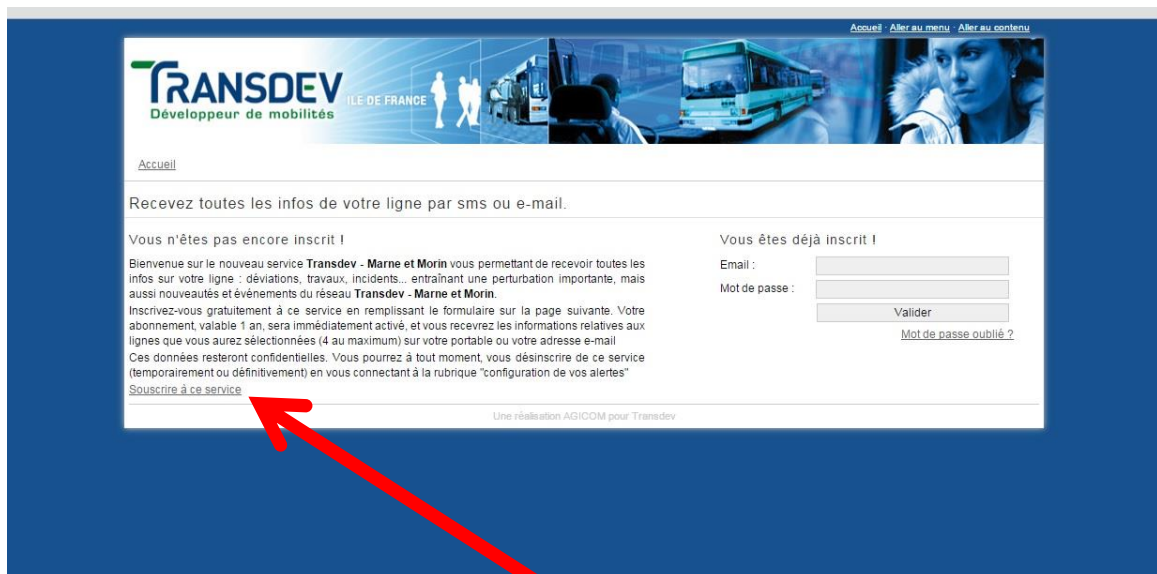 Accueil - Aller au menu - Aller au contenu
TRANSDEV
Développeur de mobilités
ILE DE FRANCE
Accueil
Recevez toutes les infos de votre ligne par sms ou e-mail.
Vous n'êtes pas encore inscrit !
Bienvenue sur le nouveau service Transdev - Marne et Morin vous permettant de recevoir toutes les
infos sur votre ligne : déviations, travaux, incidents... entraînant une perturbation importante, mais
aussi nouveautés et événements du réseau Transdev - Marne et Morin.
Inscrivez-vous gratuitement à ce service en remplissant le formulaire sur la page suivante. Votre
abonnement, valable 1 an, sera immédiatement activé, et vous recevrez les informations relatives aux
lignes que vous aurez sélectionnées (4 au maximum) sur votre portable ou votre adresse e-mail
Ces données resteront confidentielles. Vous pourrez à tout moment, vous désinscrire de ce service
(temporairement ou définitivement) en vous connectant à la rubrique "configuration de vos alertes"
Souscrire à ce service
Vous êtes déjà inscrit !
Email :
Mot de passe :
Valider
Mot de passe oublié ?
Une réalisation AGICOM pour Transdev